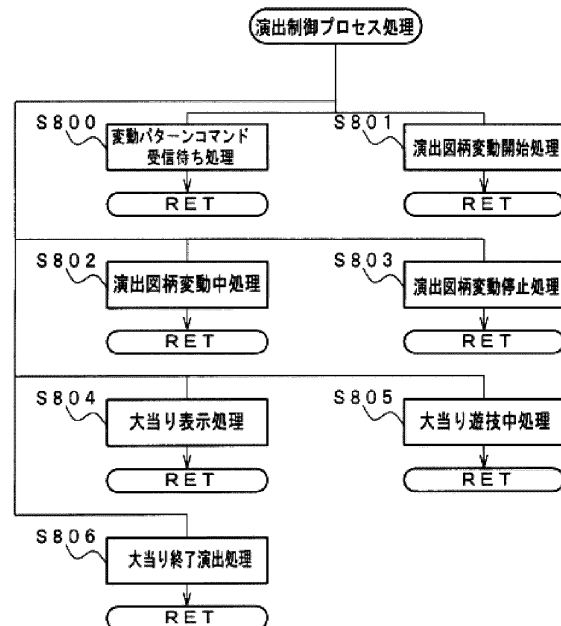 演出制御プロセス処理
S800
変動パターンコマンド
受信待ち処理
RET
S801
演出図柄変動開始処理
RET
S802
演出図柄変動中処理
RET
S803
演出図柄変動停止処理
RET
S804
大当り表示処理
RET
S805
大当り遊技中処理
RET
S806
大当り終了演出処理
RET